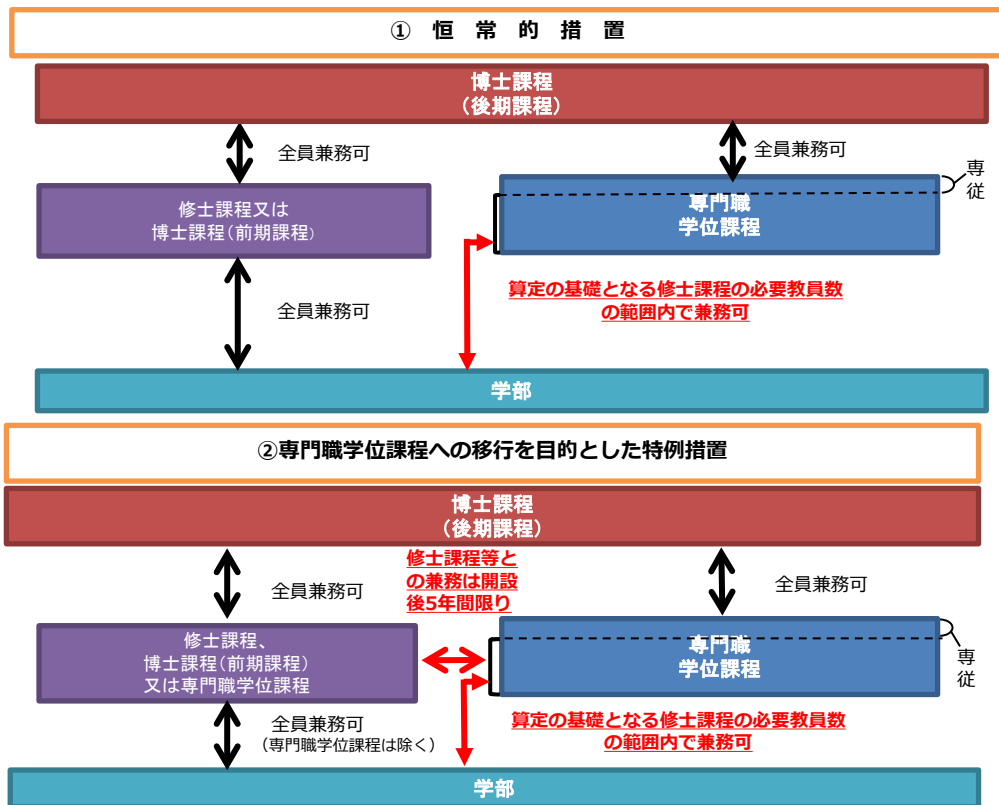 ① 恒 常 的 措 置
博士課程
（後期課程）
全員兼務可
全員兼務可
専
従
修士課程又は
博士課程（前期課程）
専門職
学位課程
全員兼務可
算定の基礎となる修士課程の必要教員数
の範囲内で兼務可
学部
②専門職学位課程への移行を目的とした特例措置
博士課程
（後期課程）
全員兼務可
修士課程等と
の兼務は開設
後5年間限り
全員兼務可
修士課程、
博士課程（前期課程）
又は専門職学位課程
専門職
学位課程
専
従
全員兼務可
（専門職学位課程は除く）
算定の基礎となる修士課程の必要教員数
の範囲内で兼務可
学部